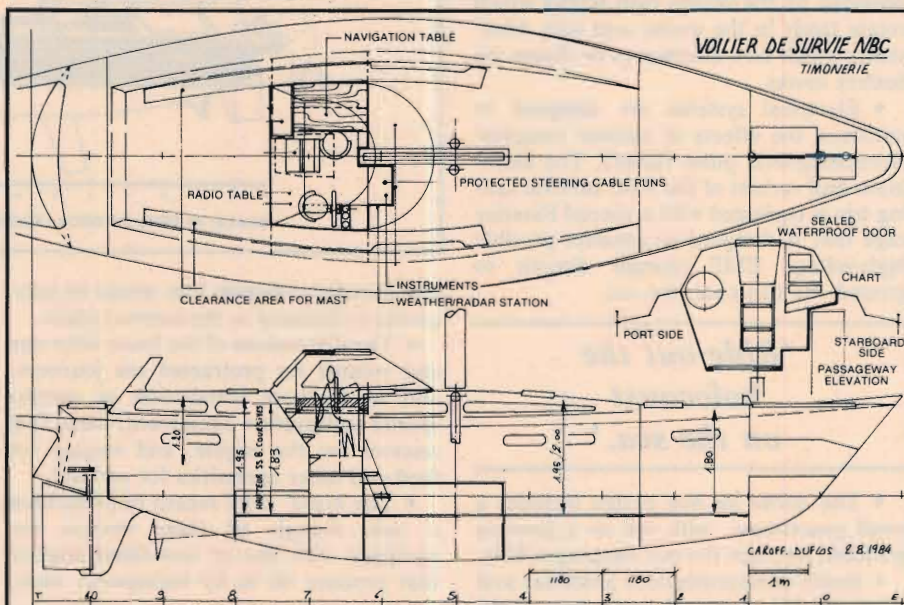 VOILIER DE SURVIE NBC
TIMONERIE
NAVIGATION TABLE
RADIO TABLE
PROTECTED STEERING CABLE RUNS
INSTRUMENTS
WEATHER/RADAR STATION
CLEARANCE AREA FOR MAST
SEALED
WATERPROOF DOOR
CHART
PORT SIDE
STARBOARD
SIDE
PASSAGEWAY
ELEVATION
1.20
1.95
HAUTEUR SS. B.
1.83
1.95/2.00
1.80
CAROFF. DUFLOS 2.8.1984
1180 1180 1 m
T 10 9 8 7 6 5 4 3 2 1 0 E